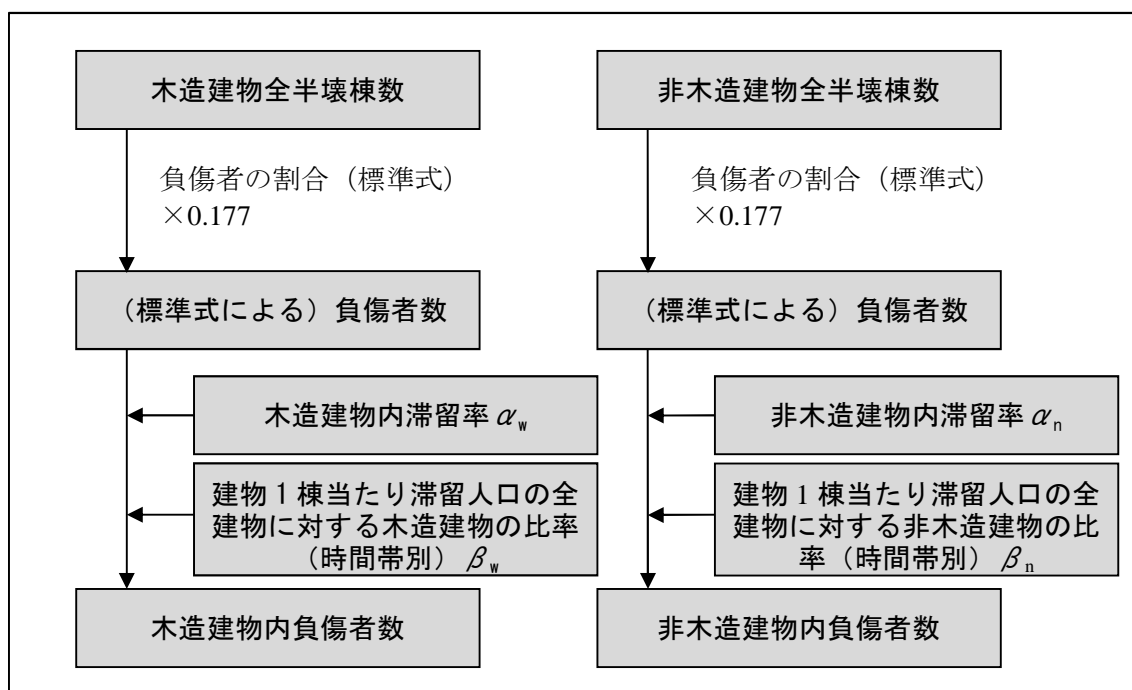 木造建物全半壊棟数
負傷者の割合（標準式）
×0.177
（標準式による）負傷者数
木造建物内滞留率αw
建物１棟当たり滞留人口の全
建物に対する木造建物の比率
（時間帯別）βw
木造建物内負傷者数
非木造建物全半壊棟数
負傷者の割合（標準式）
×0.177
（標準式による）負傷者数
非木造建物内滞留率αn
建物 1 棟当たり滞留人口の全
建物に対する非木造建物の比
率（時間帯別）βn
非木造建物内負傷者数